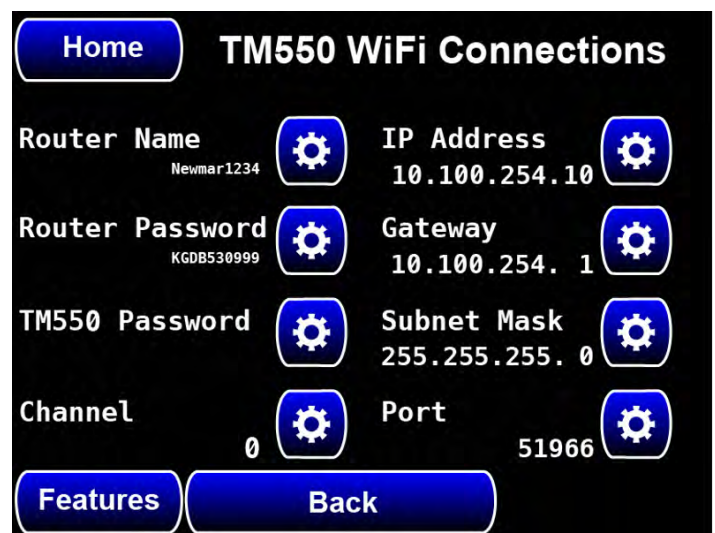 Home
TM550 WiFi Connections
Router Name
Newmar1234
IP Address
10.100.254.10
Router Password
KGDB530999
Gateway
10.100.254. 1
TM550 Password
Subnet Mask
255.255.255. 0
Channel
0
Port
51966
Features
Back